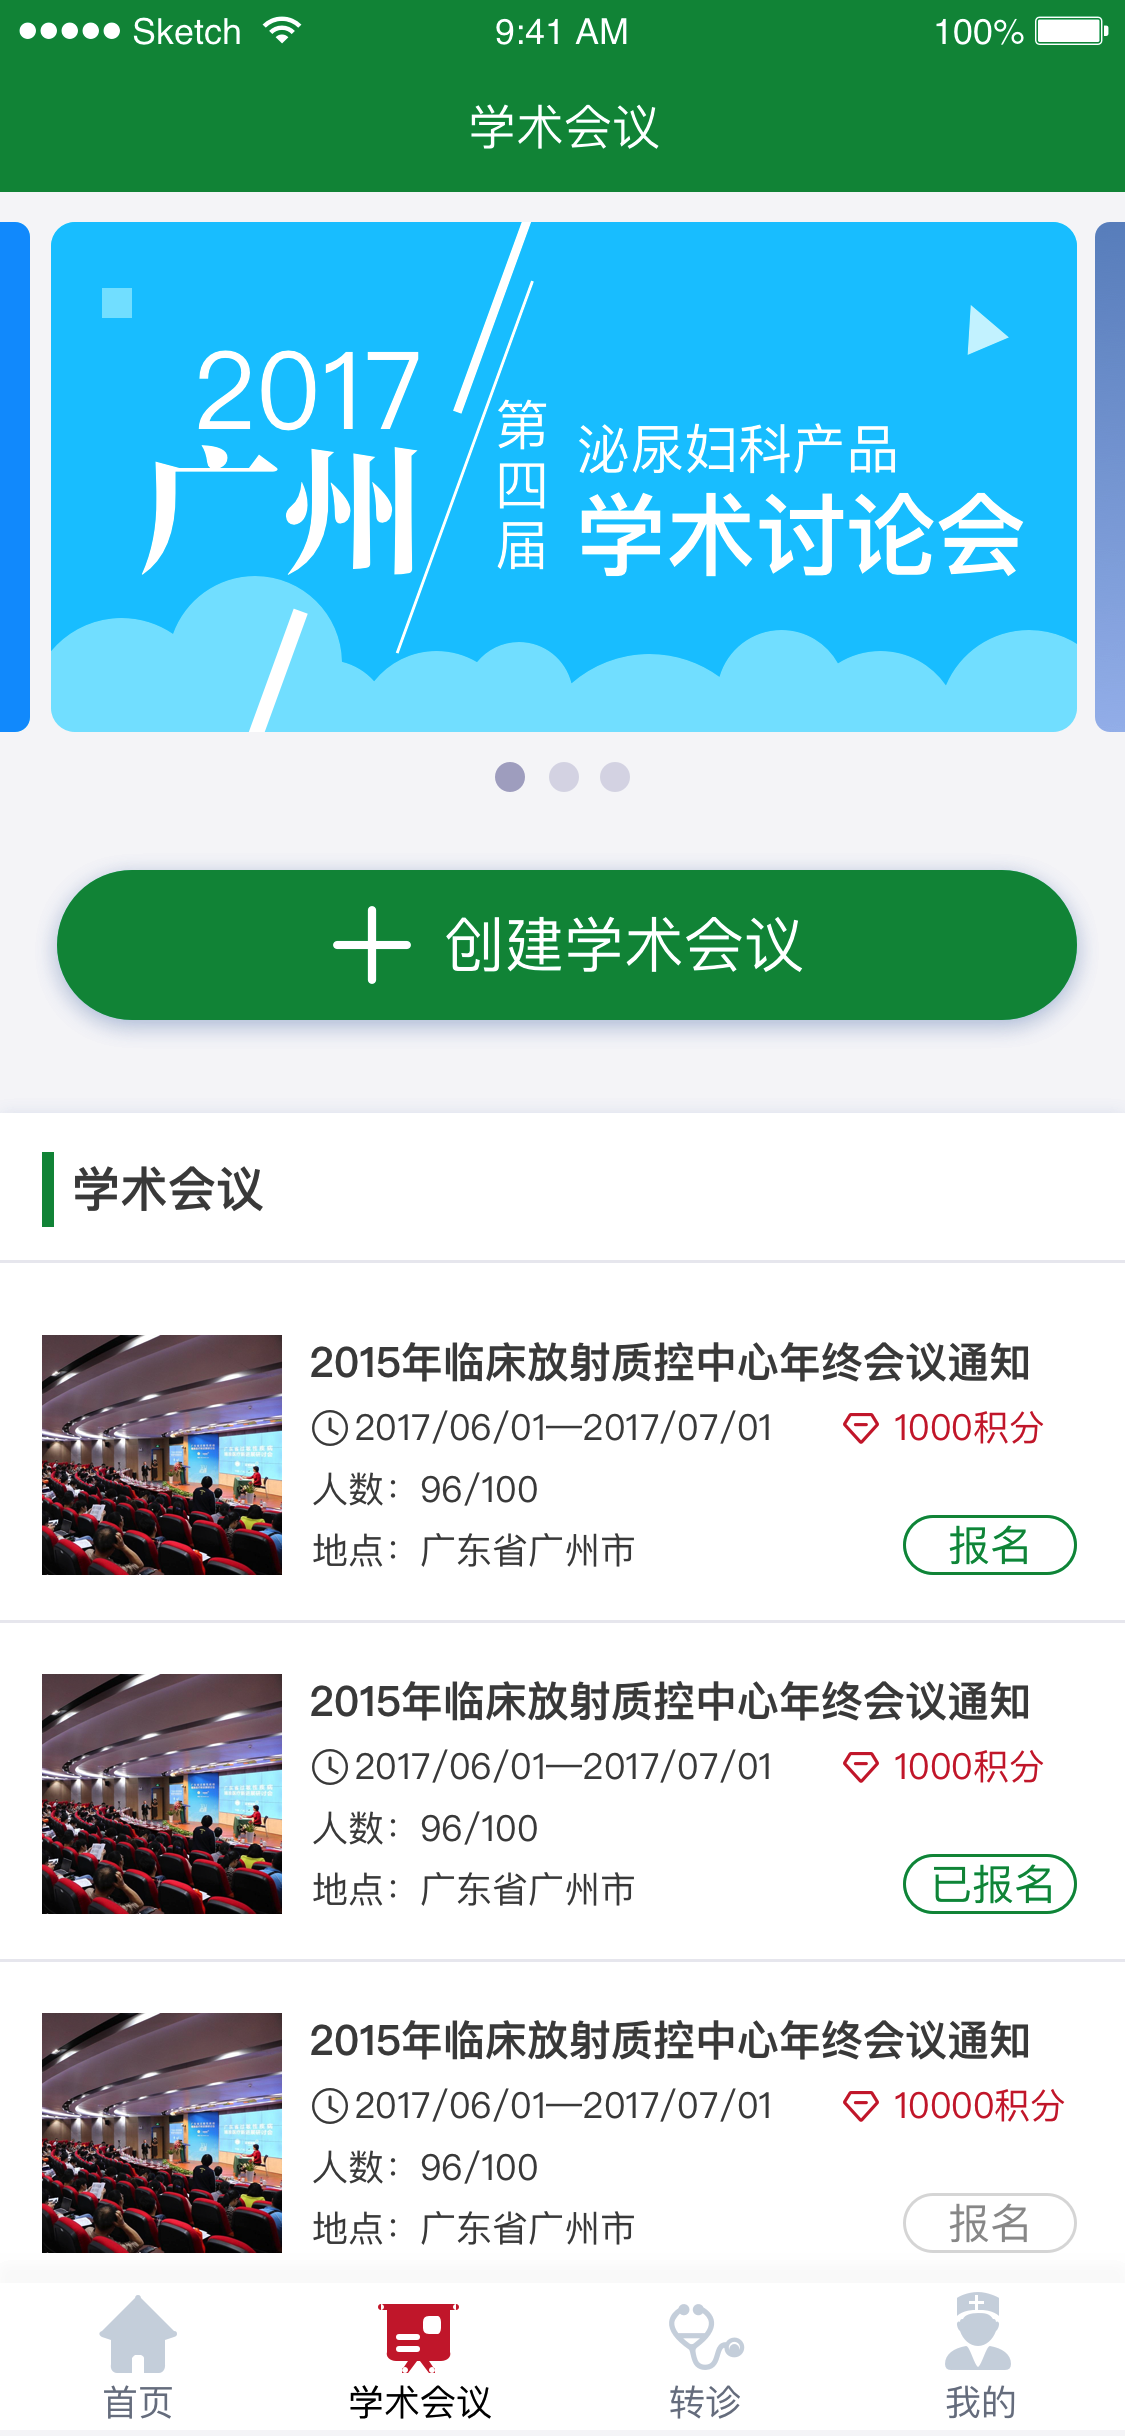 Sketch 9:41 AM 100%
学术会议
2017
广州
第四届
泌尿妇科产品
学术讨论会
创建学术会议
学术会议
2015年临床放射质控中心年终会议通知
2017/06/01—2017/07/01 1000积分
人数：96/100
地点：广东省广州市
报名
2015年临床放射质控中心年终会议通知
2017/06/01—2017/07/01 1000积分
人数：96/100
地点：广东省广州市
已报名
2015年临床放射质控中心年终会议通知
2017/06/01—2017/07/01 10000积分
人数：96/100
地点：广东省广州市
报名
首页 学术会议 转诊 我的